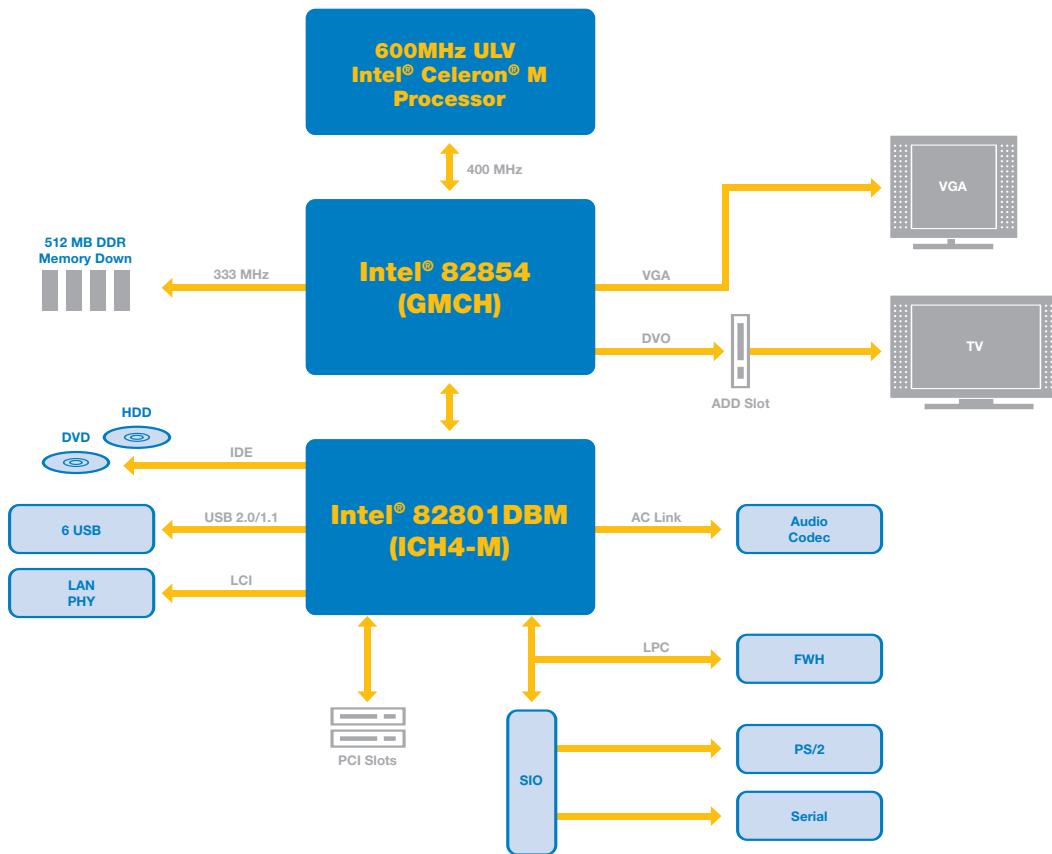 600MHz ULV
Intel® Celeron® M
Processor
400 MHz
VGA
512 MB DDR
Memory Down
333 MHz
Intel® 82854
(GMCH)
VGA
DVO
TV
ADD Slot
HDD
DVD
IDE
6 USB
USB 2.0/1.1
Intel® 82801DBM
(ICH4-M)
AC Link
Audio
Codec
LAN
PHY
LCI
LPC
FWH
PCI Slots
SIO
PS/2
Serial